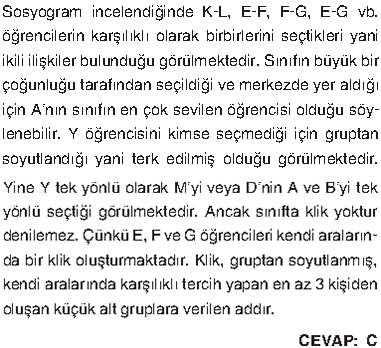 Sosyogram incelendiğinde K-L, E-F, F-G, E-G vb.
öğrencilerin karşılıklı olarak birbirlerini seçtikleri yani
ikili ilişkiler bulunduğu görülmektedir. Sınıfın büyük bir
çoğunluğu tarafından seçildiği ve merkezde yer aldığı
için A'nın sınıfın en çok sevilen öğrencisi olduğu söy-
lenebilir. Y öğrencisini kimse seçmediği için gruptan
soyutlandığı yani terk edilmiş olduğu görülmektedir.
Yine Y tek yönlü olarak M'yi veya D'nin A ve B'yi tek
yönlü seçtiği görülmektedir. Ancak sınıfta klik yoktur
denilemez. Çünkü E, F ve G öğrencileri kendi araların-
da bir klik oluşturmaktadır. Klik, gruptan soyutlanmış,
kendi aralarında karşılıklı tercih yapan en az 3 kişiden
oluşan küçük alt gruplara verilen addır.
CEVAP: C